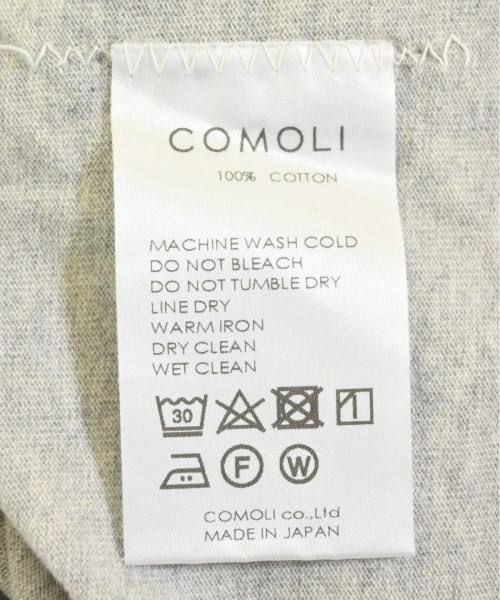 COMOLI
100% COTTON
MACHINE WASH COLD
DO NOT BLEACH
DO NOT TUMBLE DRY
LINE DRY
WARM IRON
DRY CLEAN
WET CLEAN
30
F W
COMOLI co.,Ltd
MADE IN JAPAN